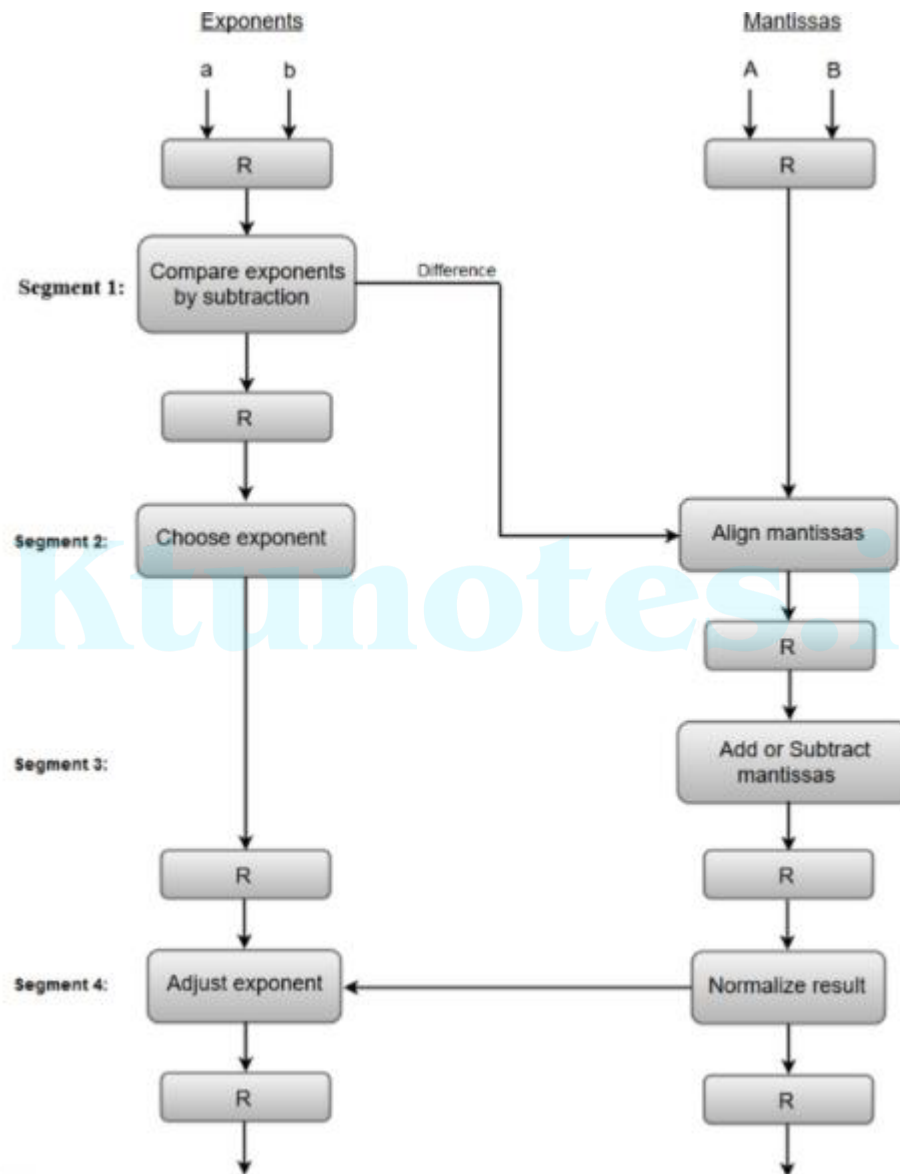 Exponents
Mantissas
a
b
A
B
R
R
Segment 1:
Compare exponents
by subtraction
Difference
R
Segment 2:
Choose exponent
Align mantissas
Ktunotes.i
R
Segment 3:
Add or Subtract
mantissas
R
R
Segment 4:
Adjust exponent
Normalize result
R
R